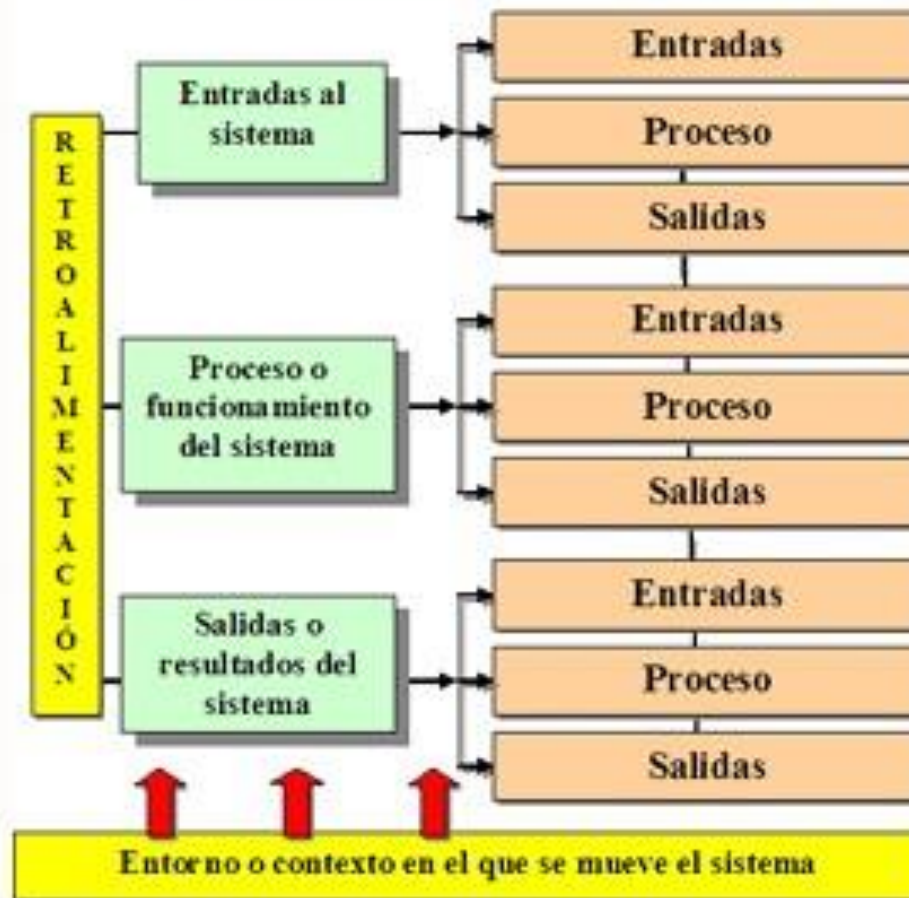 RETROALIMENTACIÓN
Entradas al
sistema
Entradas
Proceso
Salidas
Proceso o
funcionamiento
del sistema
Entradas
Proceso
Salidas
Salidas o
resultados del
sistema
Entradas
Proceso
Salidas
Entorno o contexto en el que se mueve el sistema